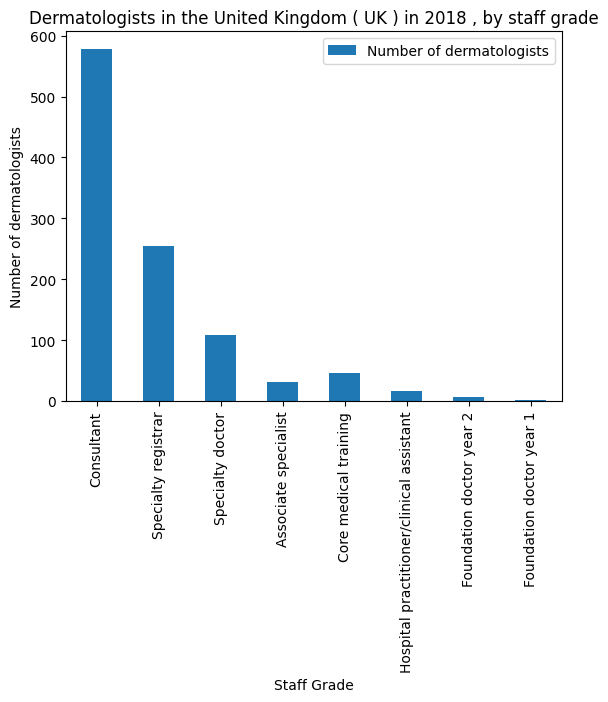 Dermatologists in the United Kingdom ( UK ) in 2018 , by staff grade
Number of dermatologists
Number of dermatologists
600
500
400
300
200
100
0
Consultant
Specialty registrar
Specialty doctor
Associate specialist
Core medical training
Hospital practitioner/clinical assistant
Foundation doctor year 2
Foundation doctor year 1
Staff Grade